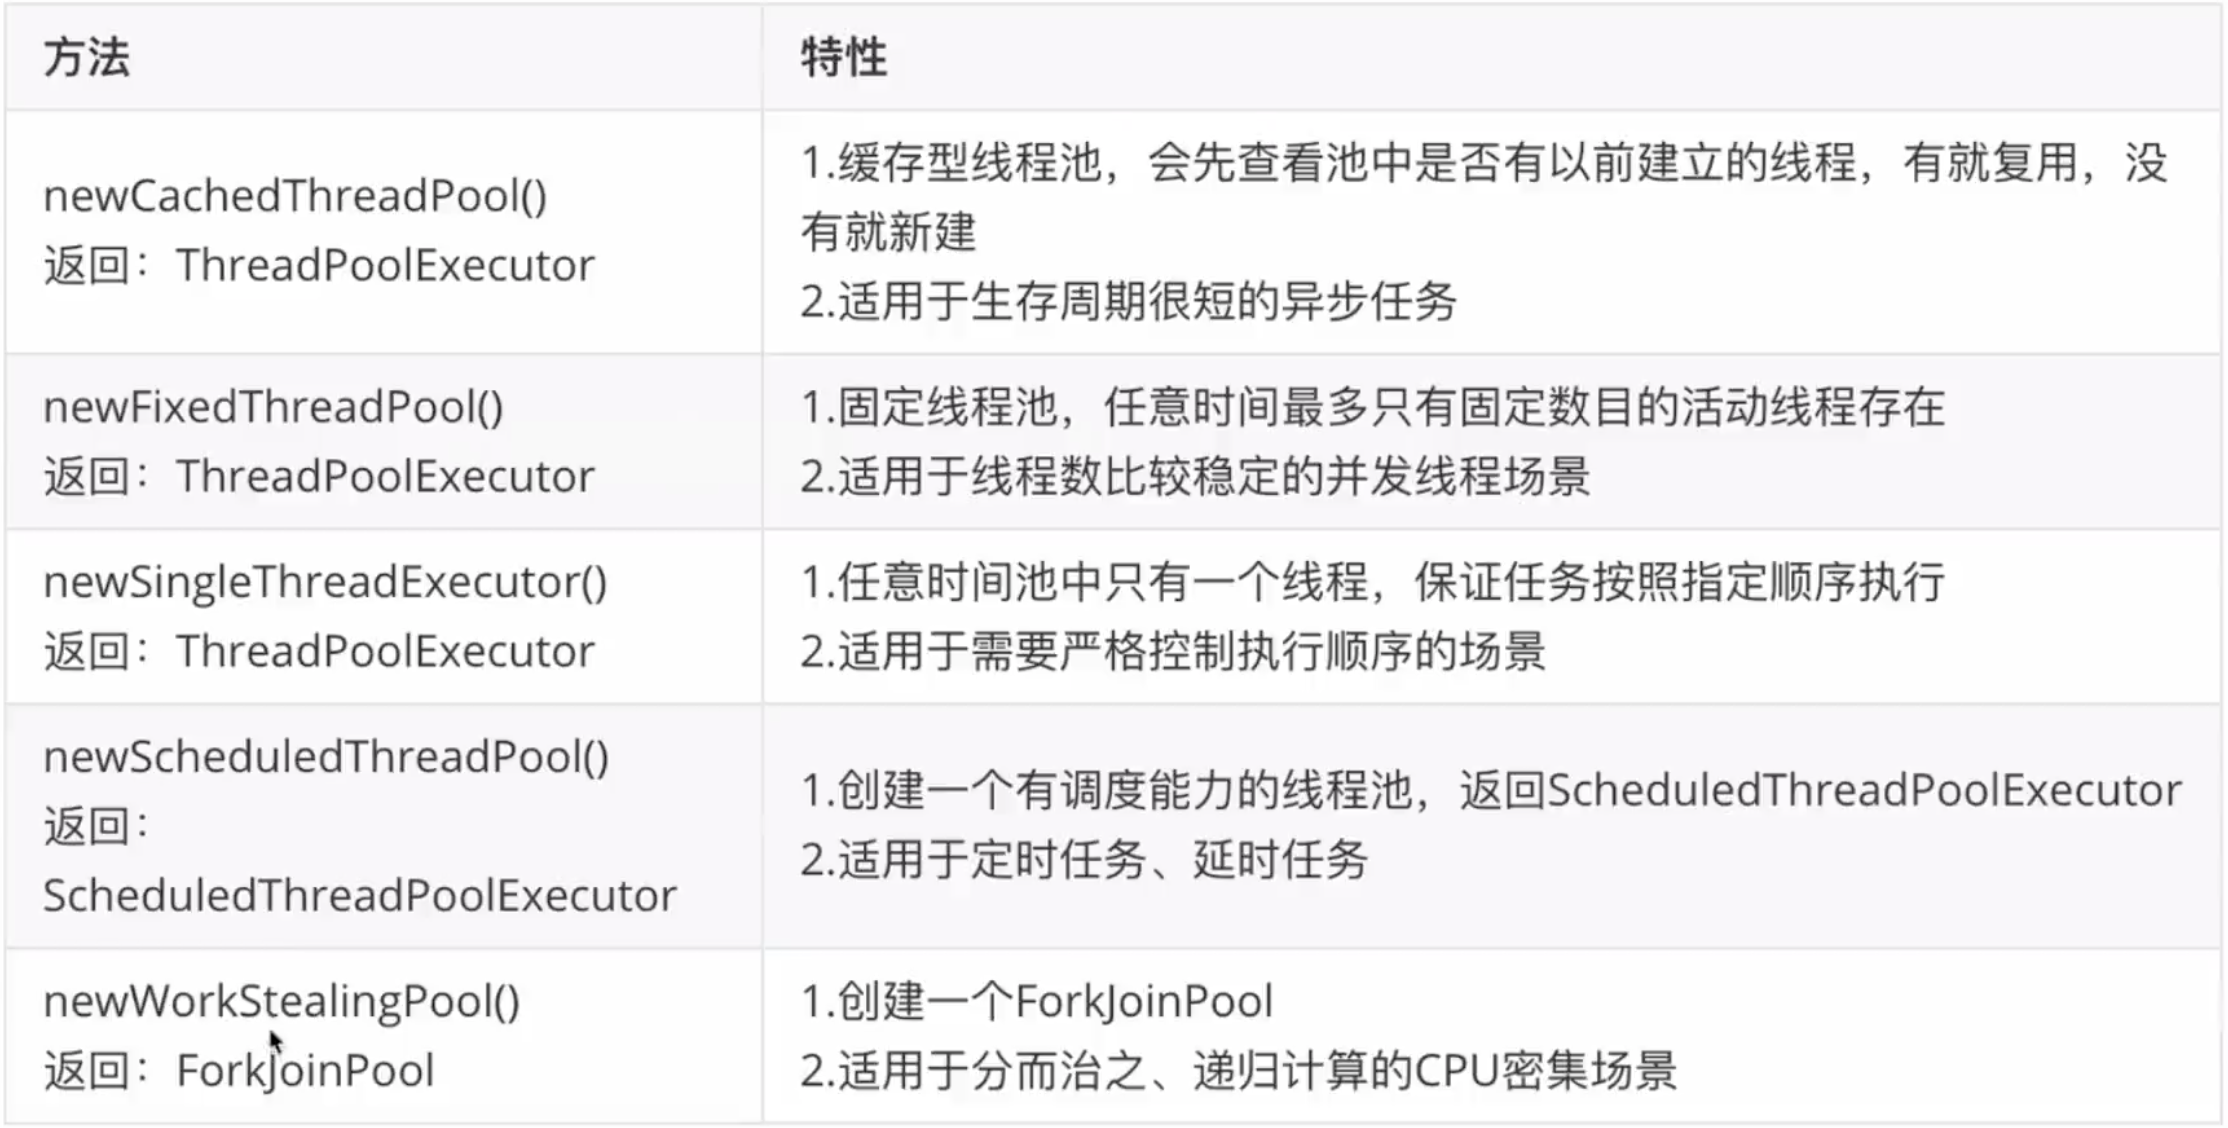 方法
特性
newCachedThreadPool()
返回：ThreadPoolExecutor
1.缓存型线程池，会先查看池中是否有以前建立的线程，有就复用，没
有就新建
2.适用于生存周期很短的异步任务
newFixedThreadPool()
返回：ThreadPoolExecutor
1.固定线程池，任意时间最多只有固定数目的活动线程存在
2.适用于线程数比较稳定的并发线程场景
newSingleThreadExecutor()
返回：ThreadPoolExecutor
1.任意时间池中只有一个线程，保证任务按照指定顺序执行
2.适用于需要严格控制执行顺序的场景
newScheduledThreadPool()
返回：
ScheduledThreadPoolExecutor
1.创建一个有调度能力的线程池，返回ScheduledThreadPoolExecutor
2.适用于定时任务、延时任务
newWorkStealingPool()
返回：ForkJoinPool
1.创建一个ForkJoinPool
2.适用于分而治之、递归计算的CPU密集场景